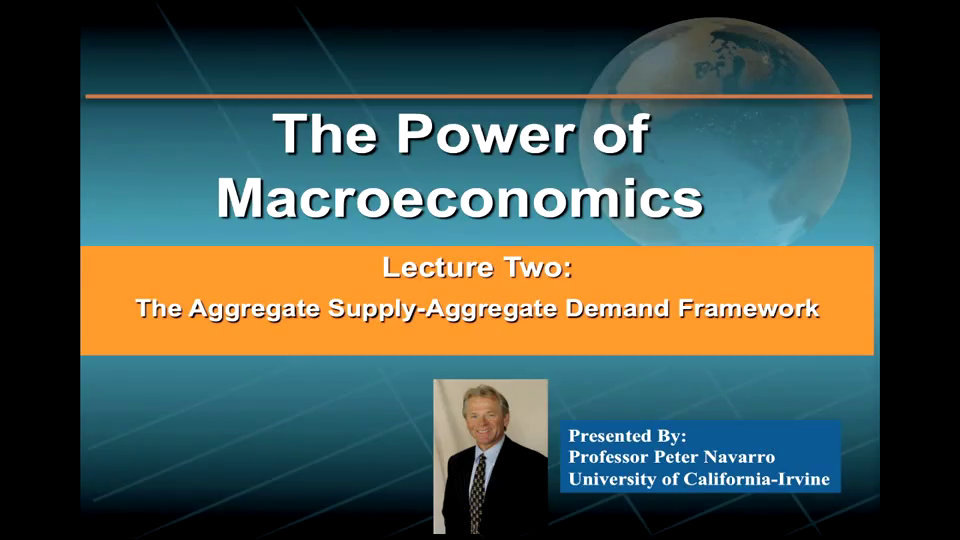 The Power of
Macroeconomics
Lecture Two:
The Aggregate Supply-Aggregate Demand Framework
Presented By:
Professor Peter Navarro
University of California-Irvine